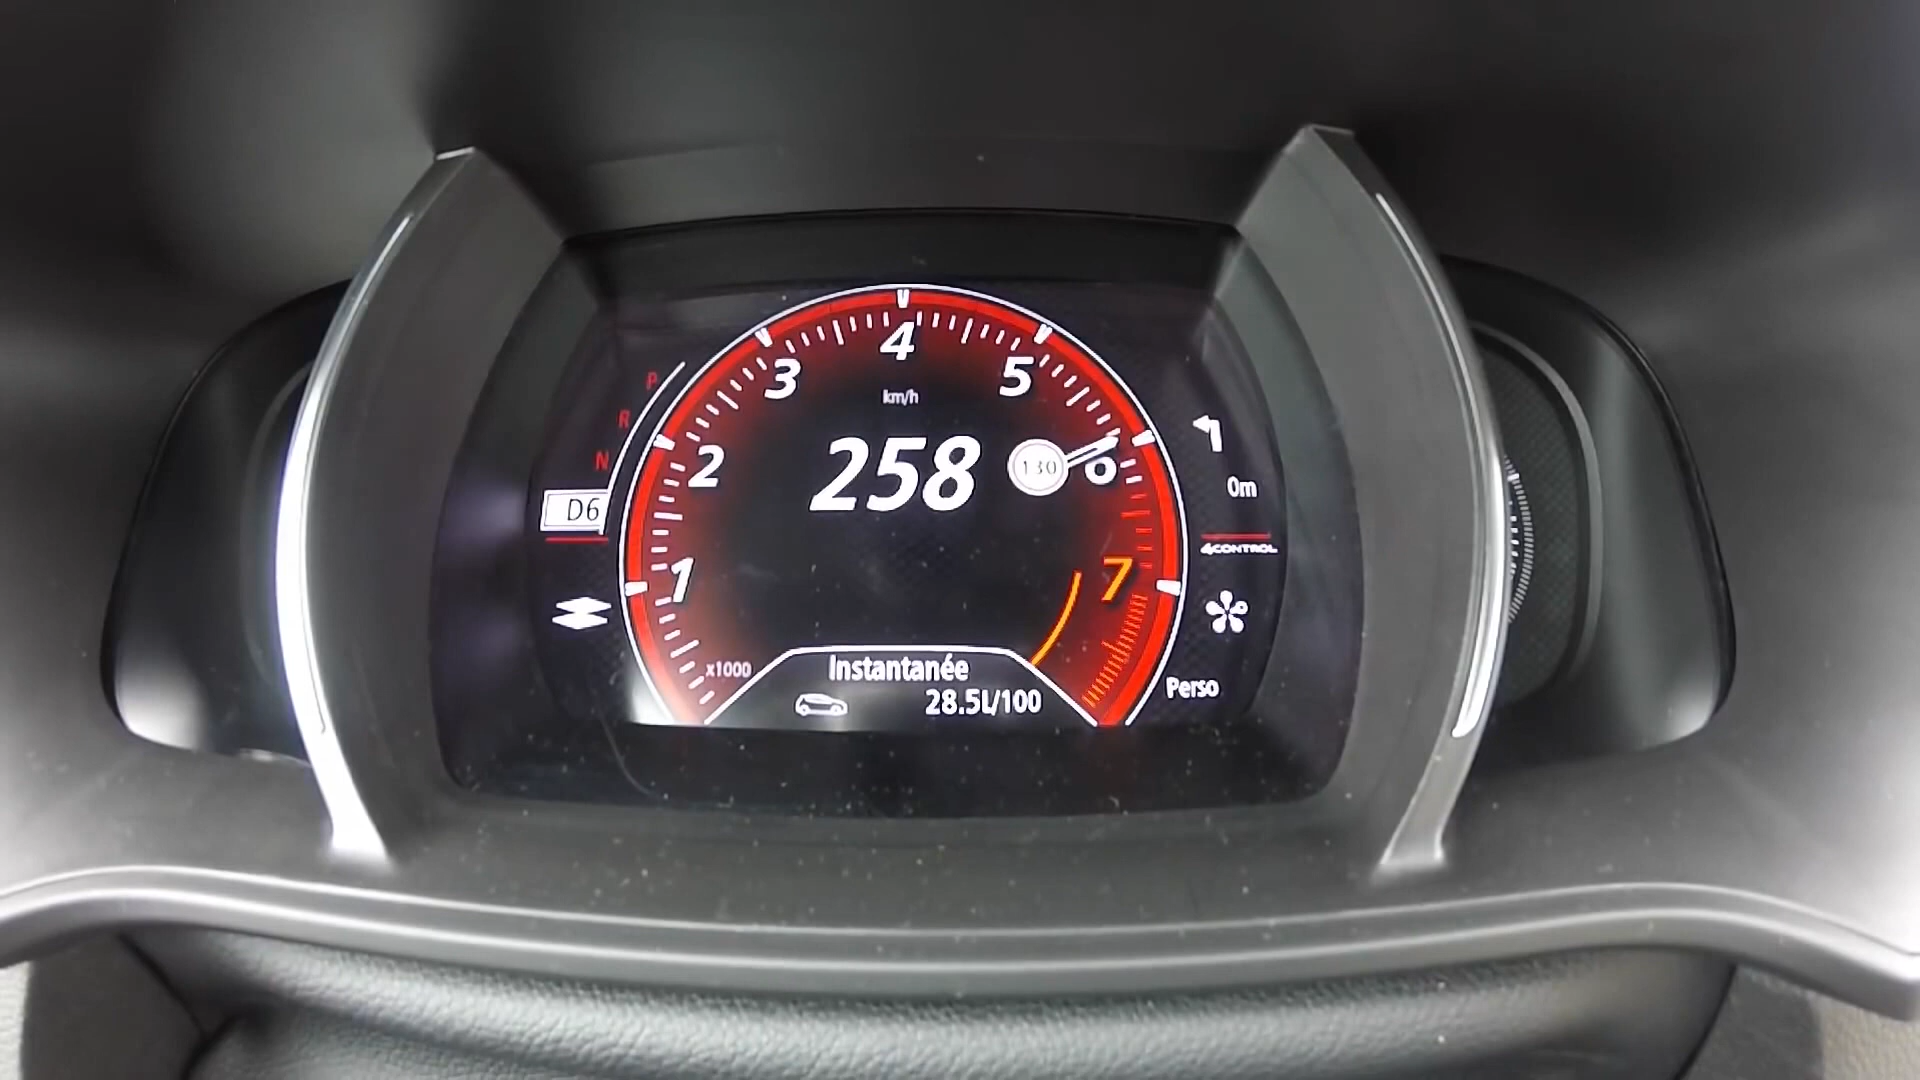 4
3
5
km/h
P
R
N
2
258
130
6
0m
D6
4CONTROL
1
7
x1000
Instantanée
28.5L/100
Perso